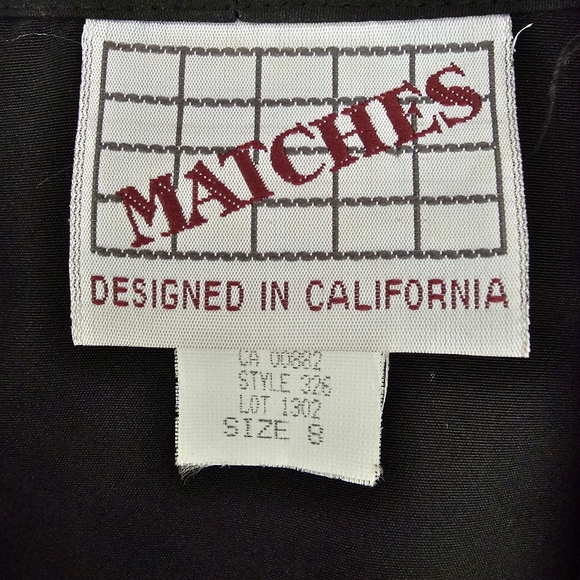 MATCHES
DESIGNED IN CALIFORNIA
CA 00882
STYLE 326
LOT 1302
SIZE 8